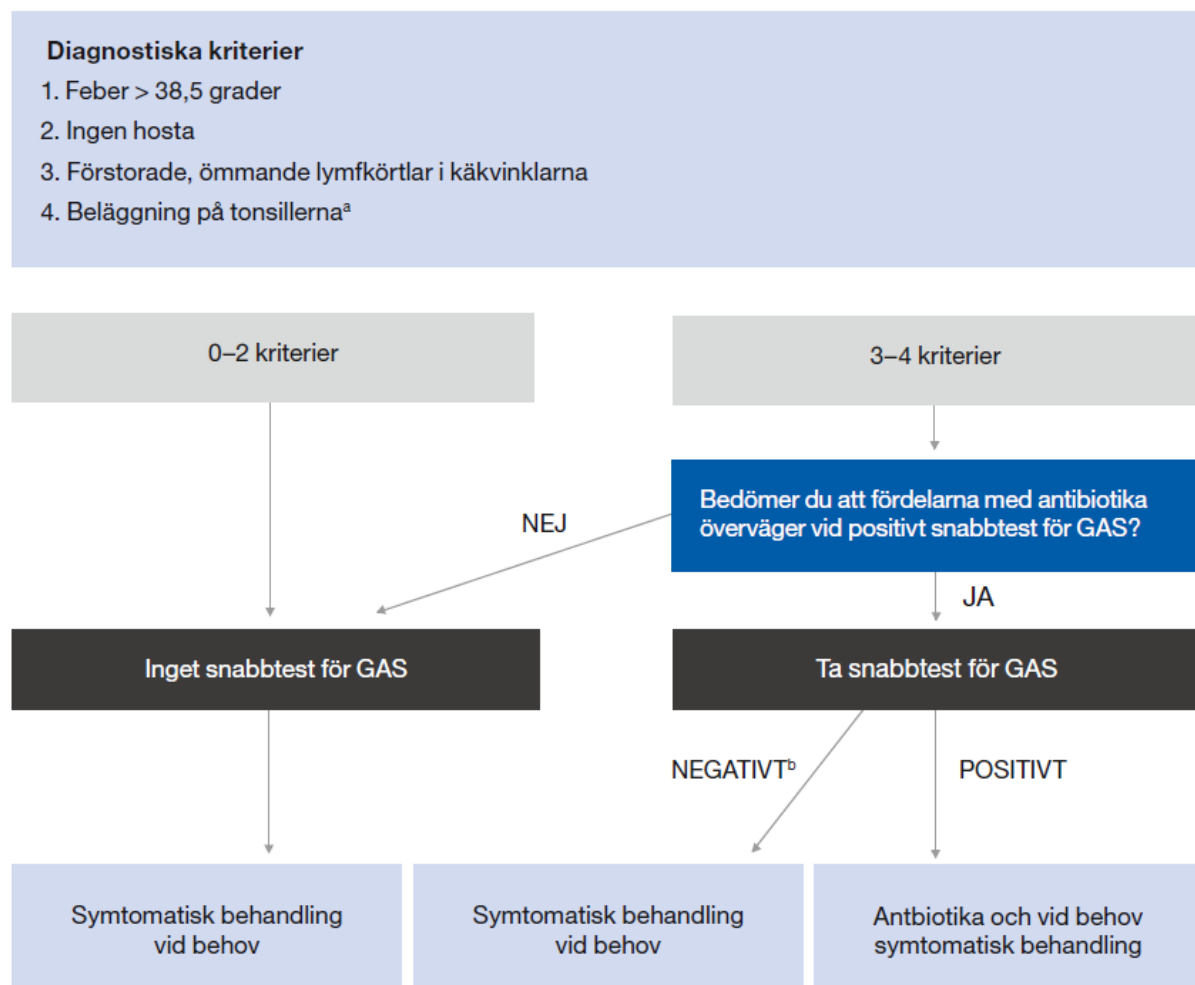 Diagnostiska kriterier
1. Feber > 38,5 grader
2. Ingen hosta
3. Förstorade, ömmande lymfkörtlar i käkvinklarna
4. Beläggning på tonsillernaᵃ
0–2 kriterier
3–4 kriterier
Bedömer du att fördelarna med antibiotika
överväger vid positivt snabbtest för GAS?
NEJ
JA
Inget snabbtest för GAS
Ta snabbtest för GAS
NEGATIVTᵇ
POSITIVT
Symtomatisk behandling
vid behov
Symtomatisk behandling
vid behov
Antbiotika och vid behov
symtomatisk behandling